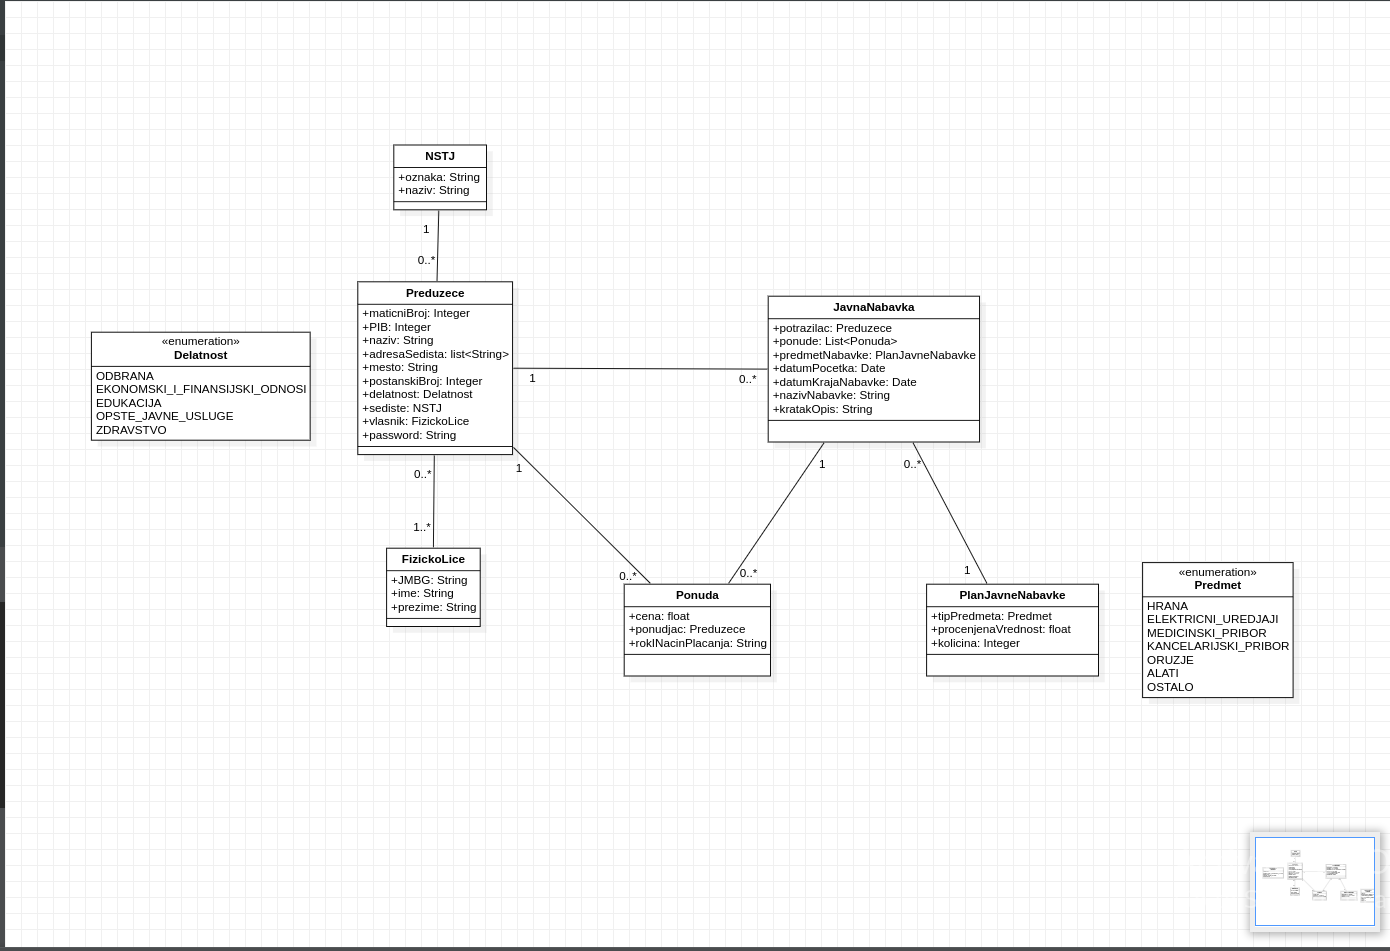 NSTJ
+oznaka: String
+naziv: String
1
0..*
Preduzece
+maticniBroj: Integer
+PIB: Integer
+naziv: String
+adresaSedista: list<String>
+mesto: String
+postanskiBroj: Integer
+delatnost: Delatnost
+sediste: NSTJ
+vlasnik: FizickoLice
+password: String
«enumeration»
Delatnost
ODBRANA
EKONOMSKI_I_FINANSIJSKI_ODNOSI
EDUKACIJA
OPSTE_JAVNE_USLUGE
ZDRAVSTVO
1
0..*
JavnaNabavka
+potrazilac: Preduzece
+ponude: List<Ponuda>
+predmetNabavke: PlanJavneNabavke
+datumPocetka: Date
+datumKrajaNabavke: Date
+nazivNabavke: String
+kratakOpis: String
0..*
1..*
1
0..*
1
0..*
0..*
1
FizickoLice
+JMBG: String
+ime: String
+prezime: String
Ponuda
+cena: float
+ponudjac: Preduzece
+rokINacinPlacanja: String
PlanJavneNabavke
+tipPredmeta: Predmet
+procenjenaVrednost: float
+kolicina: Integer
«enumeration»
Predmet
HRANA
ELEKTRICNI_UREDJAJI
MEDICINSKI_PRIBOR
KANCELARIJSKI_PRIBOR
ORUZJE
ALATI
OSTALO